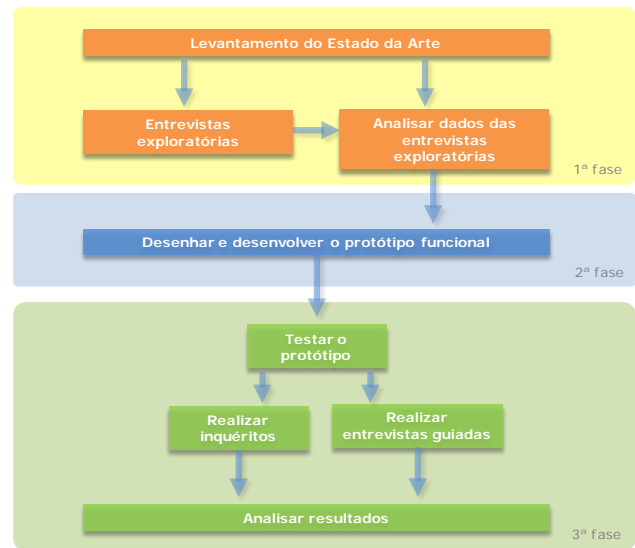 Levantamento do Estado da Arte
Entrevistas
exploratórias
Analisar dados das
entrevistas
exploratórias
1ª fase
Desenhar e desenvolver o protótipo funcional
2ª fase
Testar o
protótipo
Realizar
inquéritos
Realizar
entrevistas guiadas
Analisar resultados
3ª fase